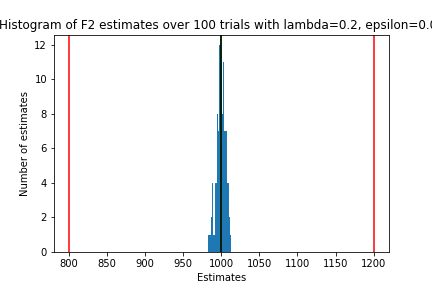 Histogram of F2 estimates over 100 trials with lambda=0.2, epsilon=0.0
12
10
8
6
4
2
0
Number of estimates
800 850 900 950 1000 1050 1100 1150 1200
Estimates